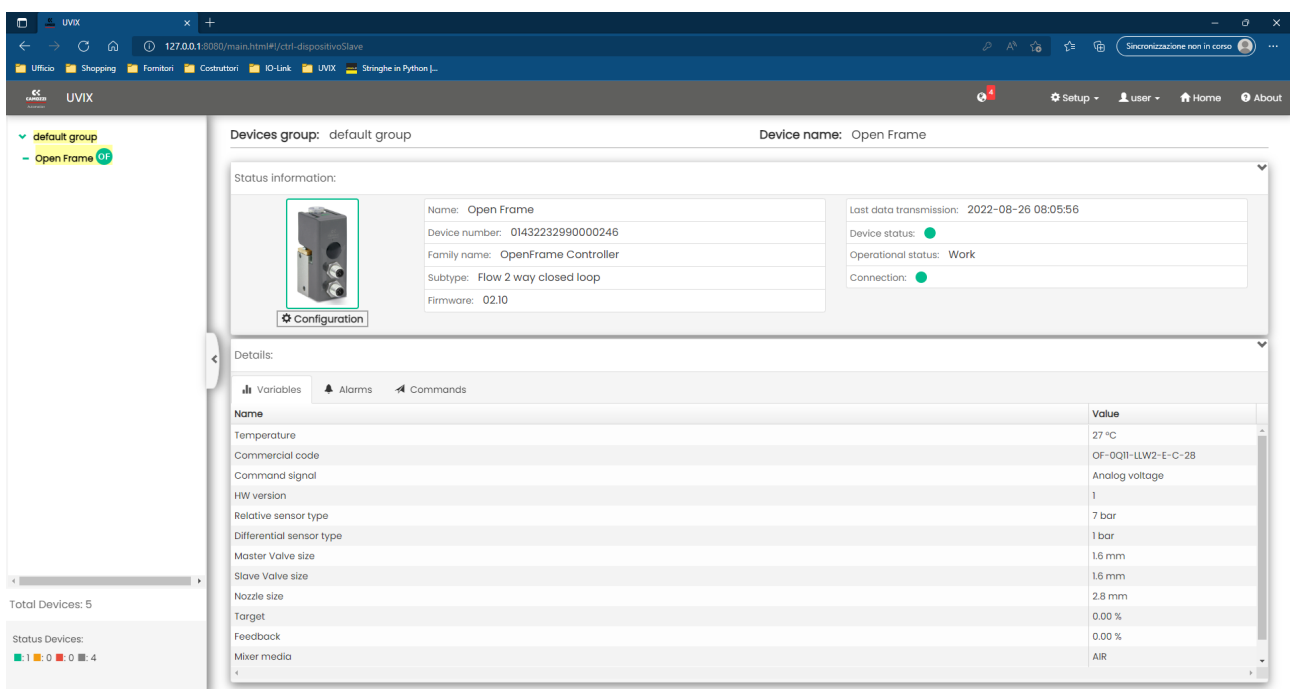 UVIX
127.0.0.1:8080/main.html#!/ctrl-dispositivoSlave
Sincronizzazione non in corso
Ufficio Shopping Fornitori Costruttori IO-Link UVIX Stringhe in Python |...
CAMOZZI
UVIX
4
Setup user Home About
default group
Open Frame OF
Devices group: default group Device name: Open Frame
Status information:
Name: Open Frame
Device number: 01432232990000246
Family name: OpenFrame Controller
Subtype: Flow 2 way closed loop
Firmware: 02.10
Last data transmission: 2022-08-26 08:05:56
Device status:
Operational status: Work
Connection:
Configuration
Details:
Variables Alarms Commands
Name Value
Temperature 27 °C
Commercial code OF-0Q11-LLW2-E-C-28
Command signal Analog voltage
HW version 1
Relative sensor type 7 bar
Differential sensor type 1 bar
Master Valve size 1.6 mm
Slave Valve size 1.6 mm
Nozzle size 2.8 mm
Target 0.00 %
Feedback 0.00 %
Mixer media AIR
Total Devices: 5
Status Devices:
: 1 : 0 : 0 : 4